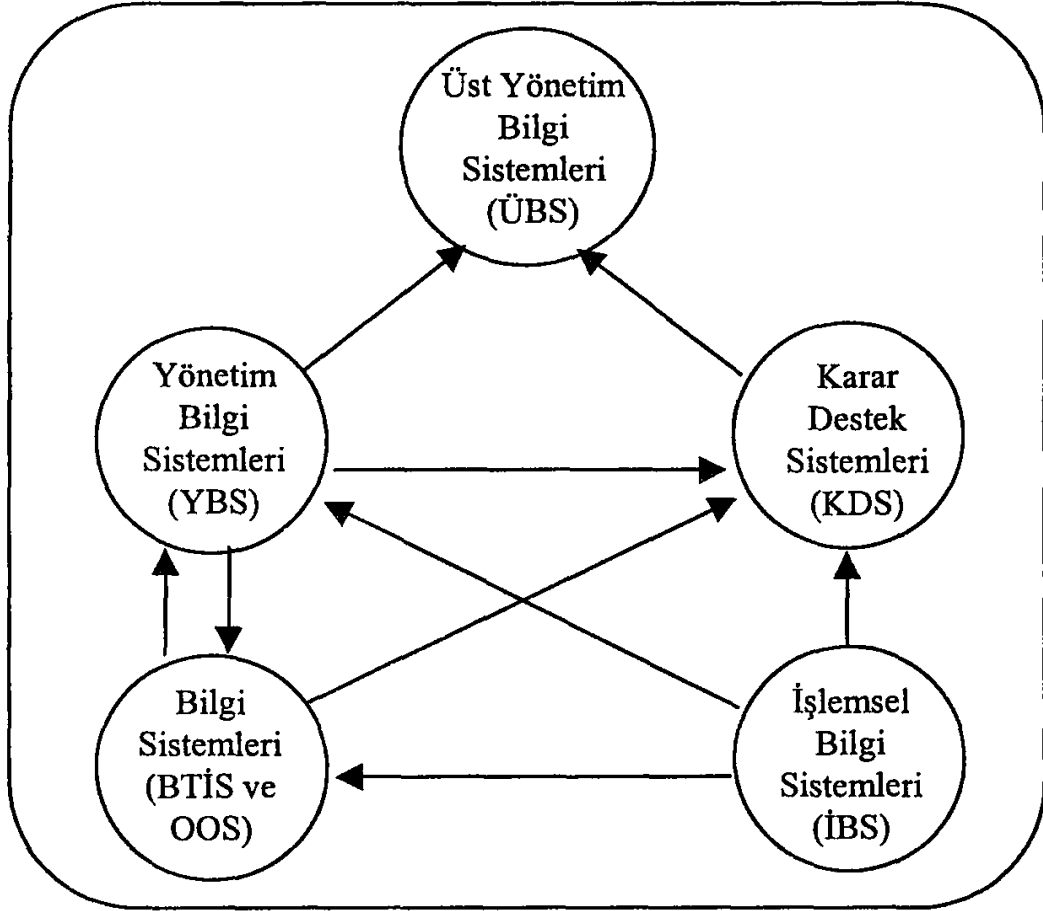 Üst Yönetim
Bilgi
Sistemleri
(ÜBS)
Yönetim
Bilgi
Sistemleri
(YBS)
Karar
Destek
Sistemleri
(KDS)
Bilgi
Sistemleri
(BTİS ve
OOS)
İşlemsel
Bilgi
Sistemleri
(İBS)